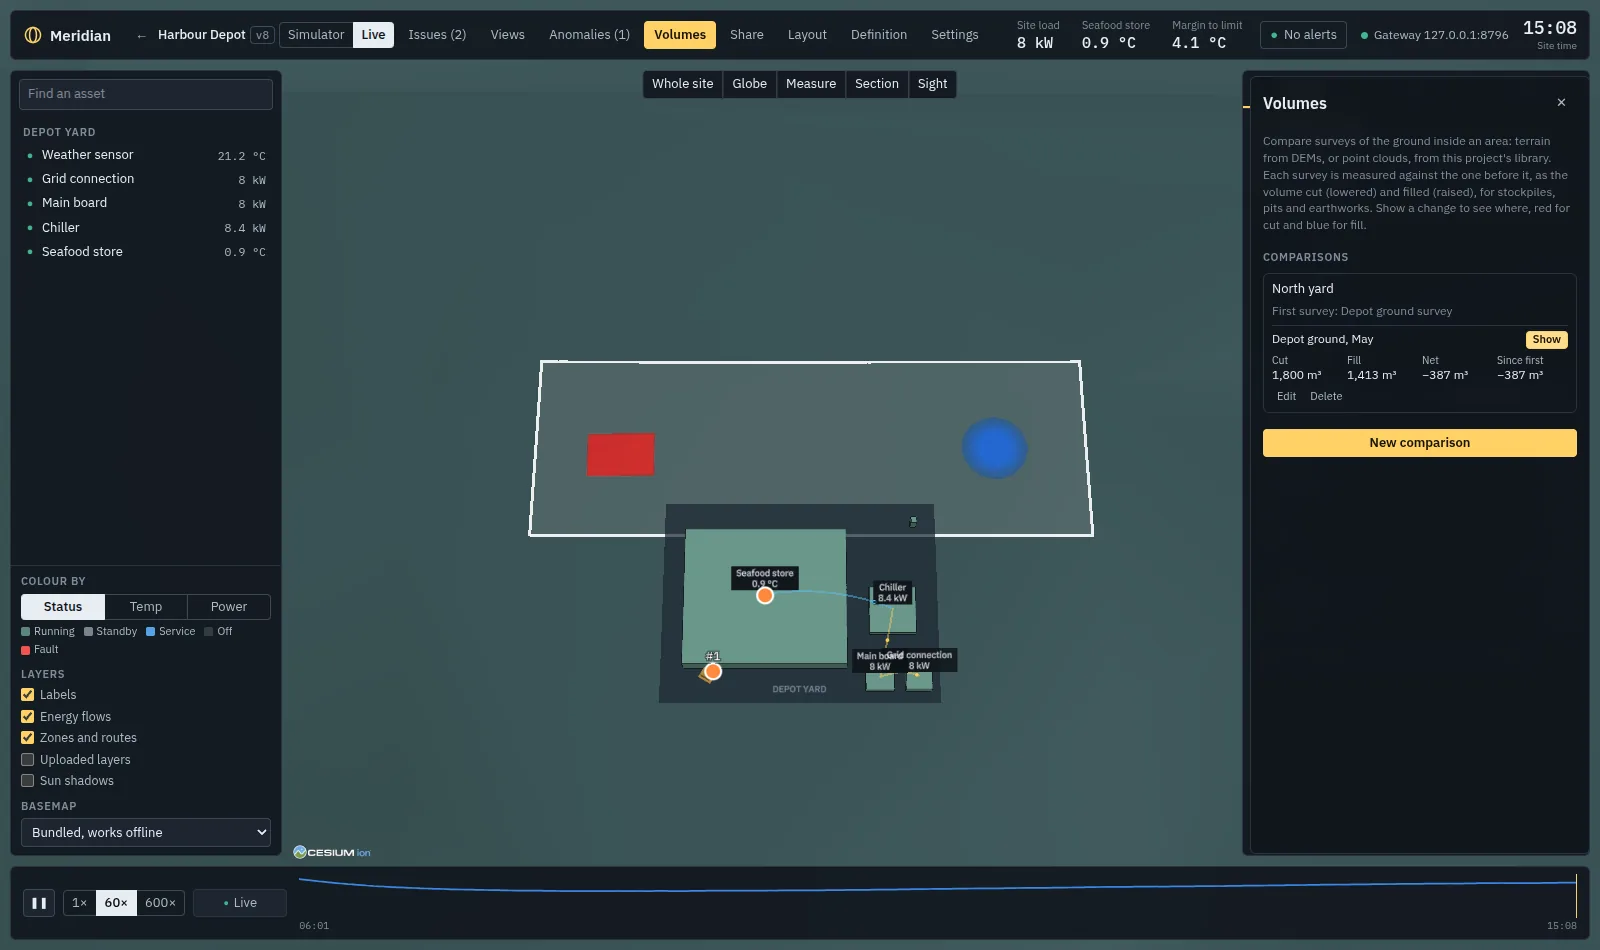 Meridian
← Harbour Depot v8
Simulator Live Issues (2) Views Anomalies (1) Volumes Share Layout Definition Settings
Site load
8 kW
Seafood store
0.9 °C
Margin to limit
4.1 °C
No alerts
Gateway 127.0.0.1:8796
15:08
Site time
Find an asset
DEPOT YARD
Weather sensor 21.2 °C
Grid connection 8 kW
Main board 8 kW
Chiller 8.4 kW
Seafood store 0.9 °C
COLOUR BY
Status Temp Power
Running Standby Service Off
Fault
LAYERS
Labels
Energy flows
Zones and routes
Uploaded layers
Sun shadows
BASEMAP
Bundled, works offline
Whole site Globe Measure Section Sight
Seafood store
0.9 °C
Chiller
8.4 kW
Main board
8 kW
Grid connection
8 kW
#1
DEPOT YARD
CESIUM ion
Volumes ×
Compare surveys of the ground inside an area: terrain
from DEMs, or point clouds, from this project's library.
Each survey is measured against the one before it, as the
volume cut (lowered) and filled (raised), for stockpiles,
pits and earthworks. Show a change to see where, red for
cut and blue for fill.
COMPARISONS
North yard
First survey: Depot ground survey
Depot ground, May Show
Cut Fill Net Since first
1,800 m³ 1,413 m³ −387 m³ −387 m³
Edit Delete
New comparison
1× 60× 600× Live
06:01 15:08